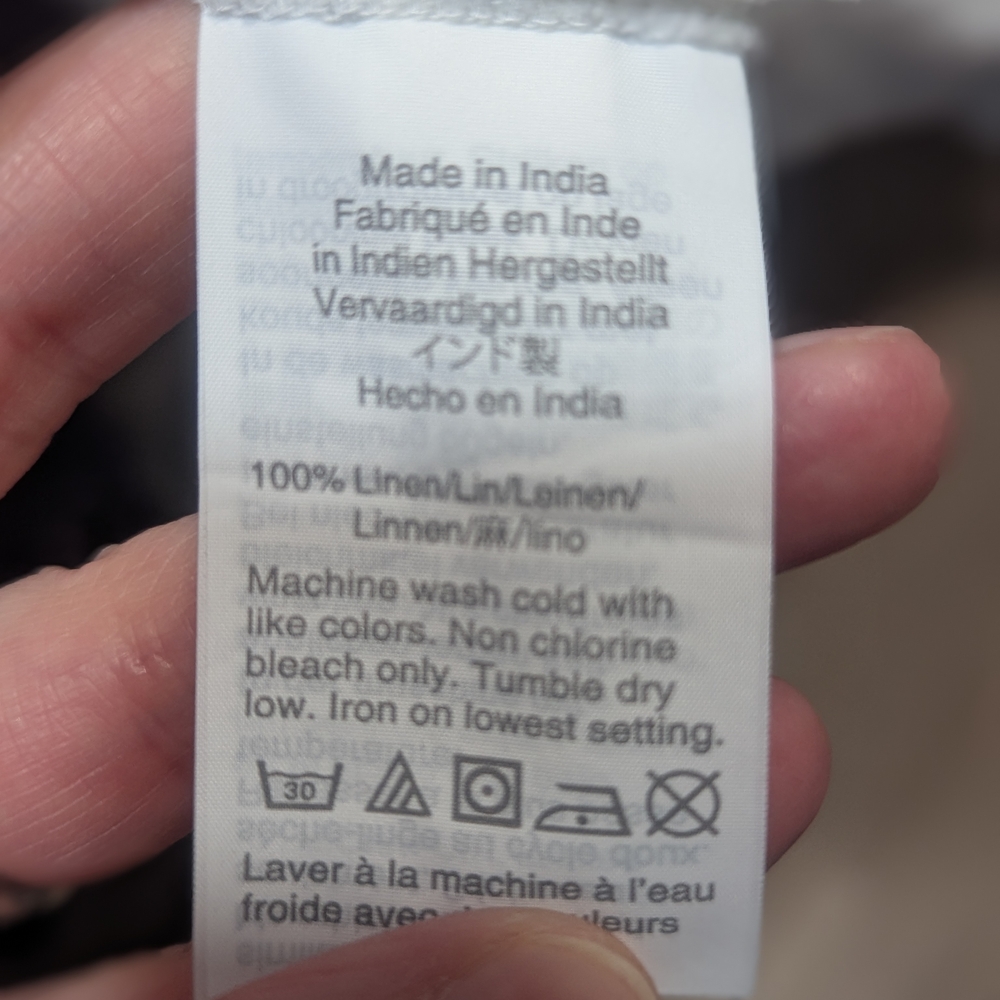 Made in India
Fabriqué en Inde
in Indien Hergestellt
Vervaardigd in India
インド製
Hecho en India
100% Linen/Lin/Leinen/
Linnen/麻/lino
Machine wash cold with
like colors. Non chlorine
bleach only. Tumble dry
low. Iron on lowest setting.
30
Laver à la machine à l'eau
froide avec